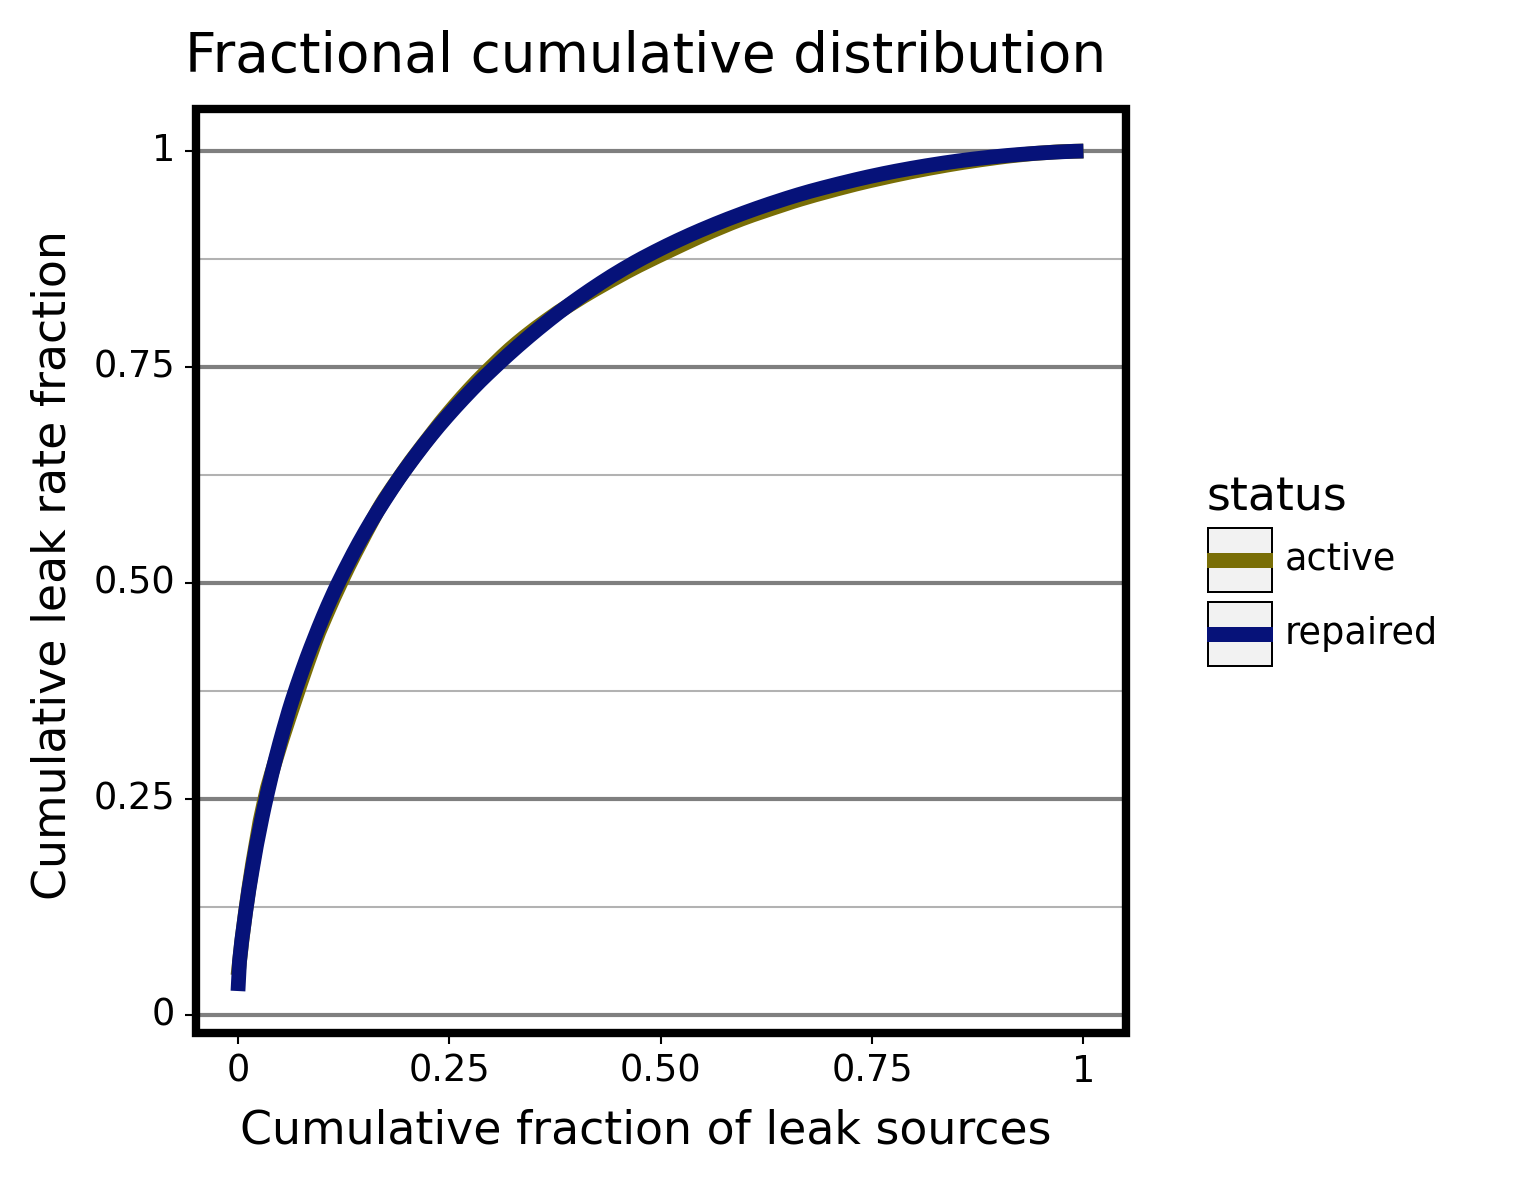 Fractional cumulative distribution
Cumulative leak rate fraction
1
0.75
0.50
0.25
0
0
0.25
0.50
0.75
1
Cumulative fraction of leak sources
status
active
repaired